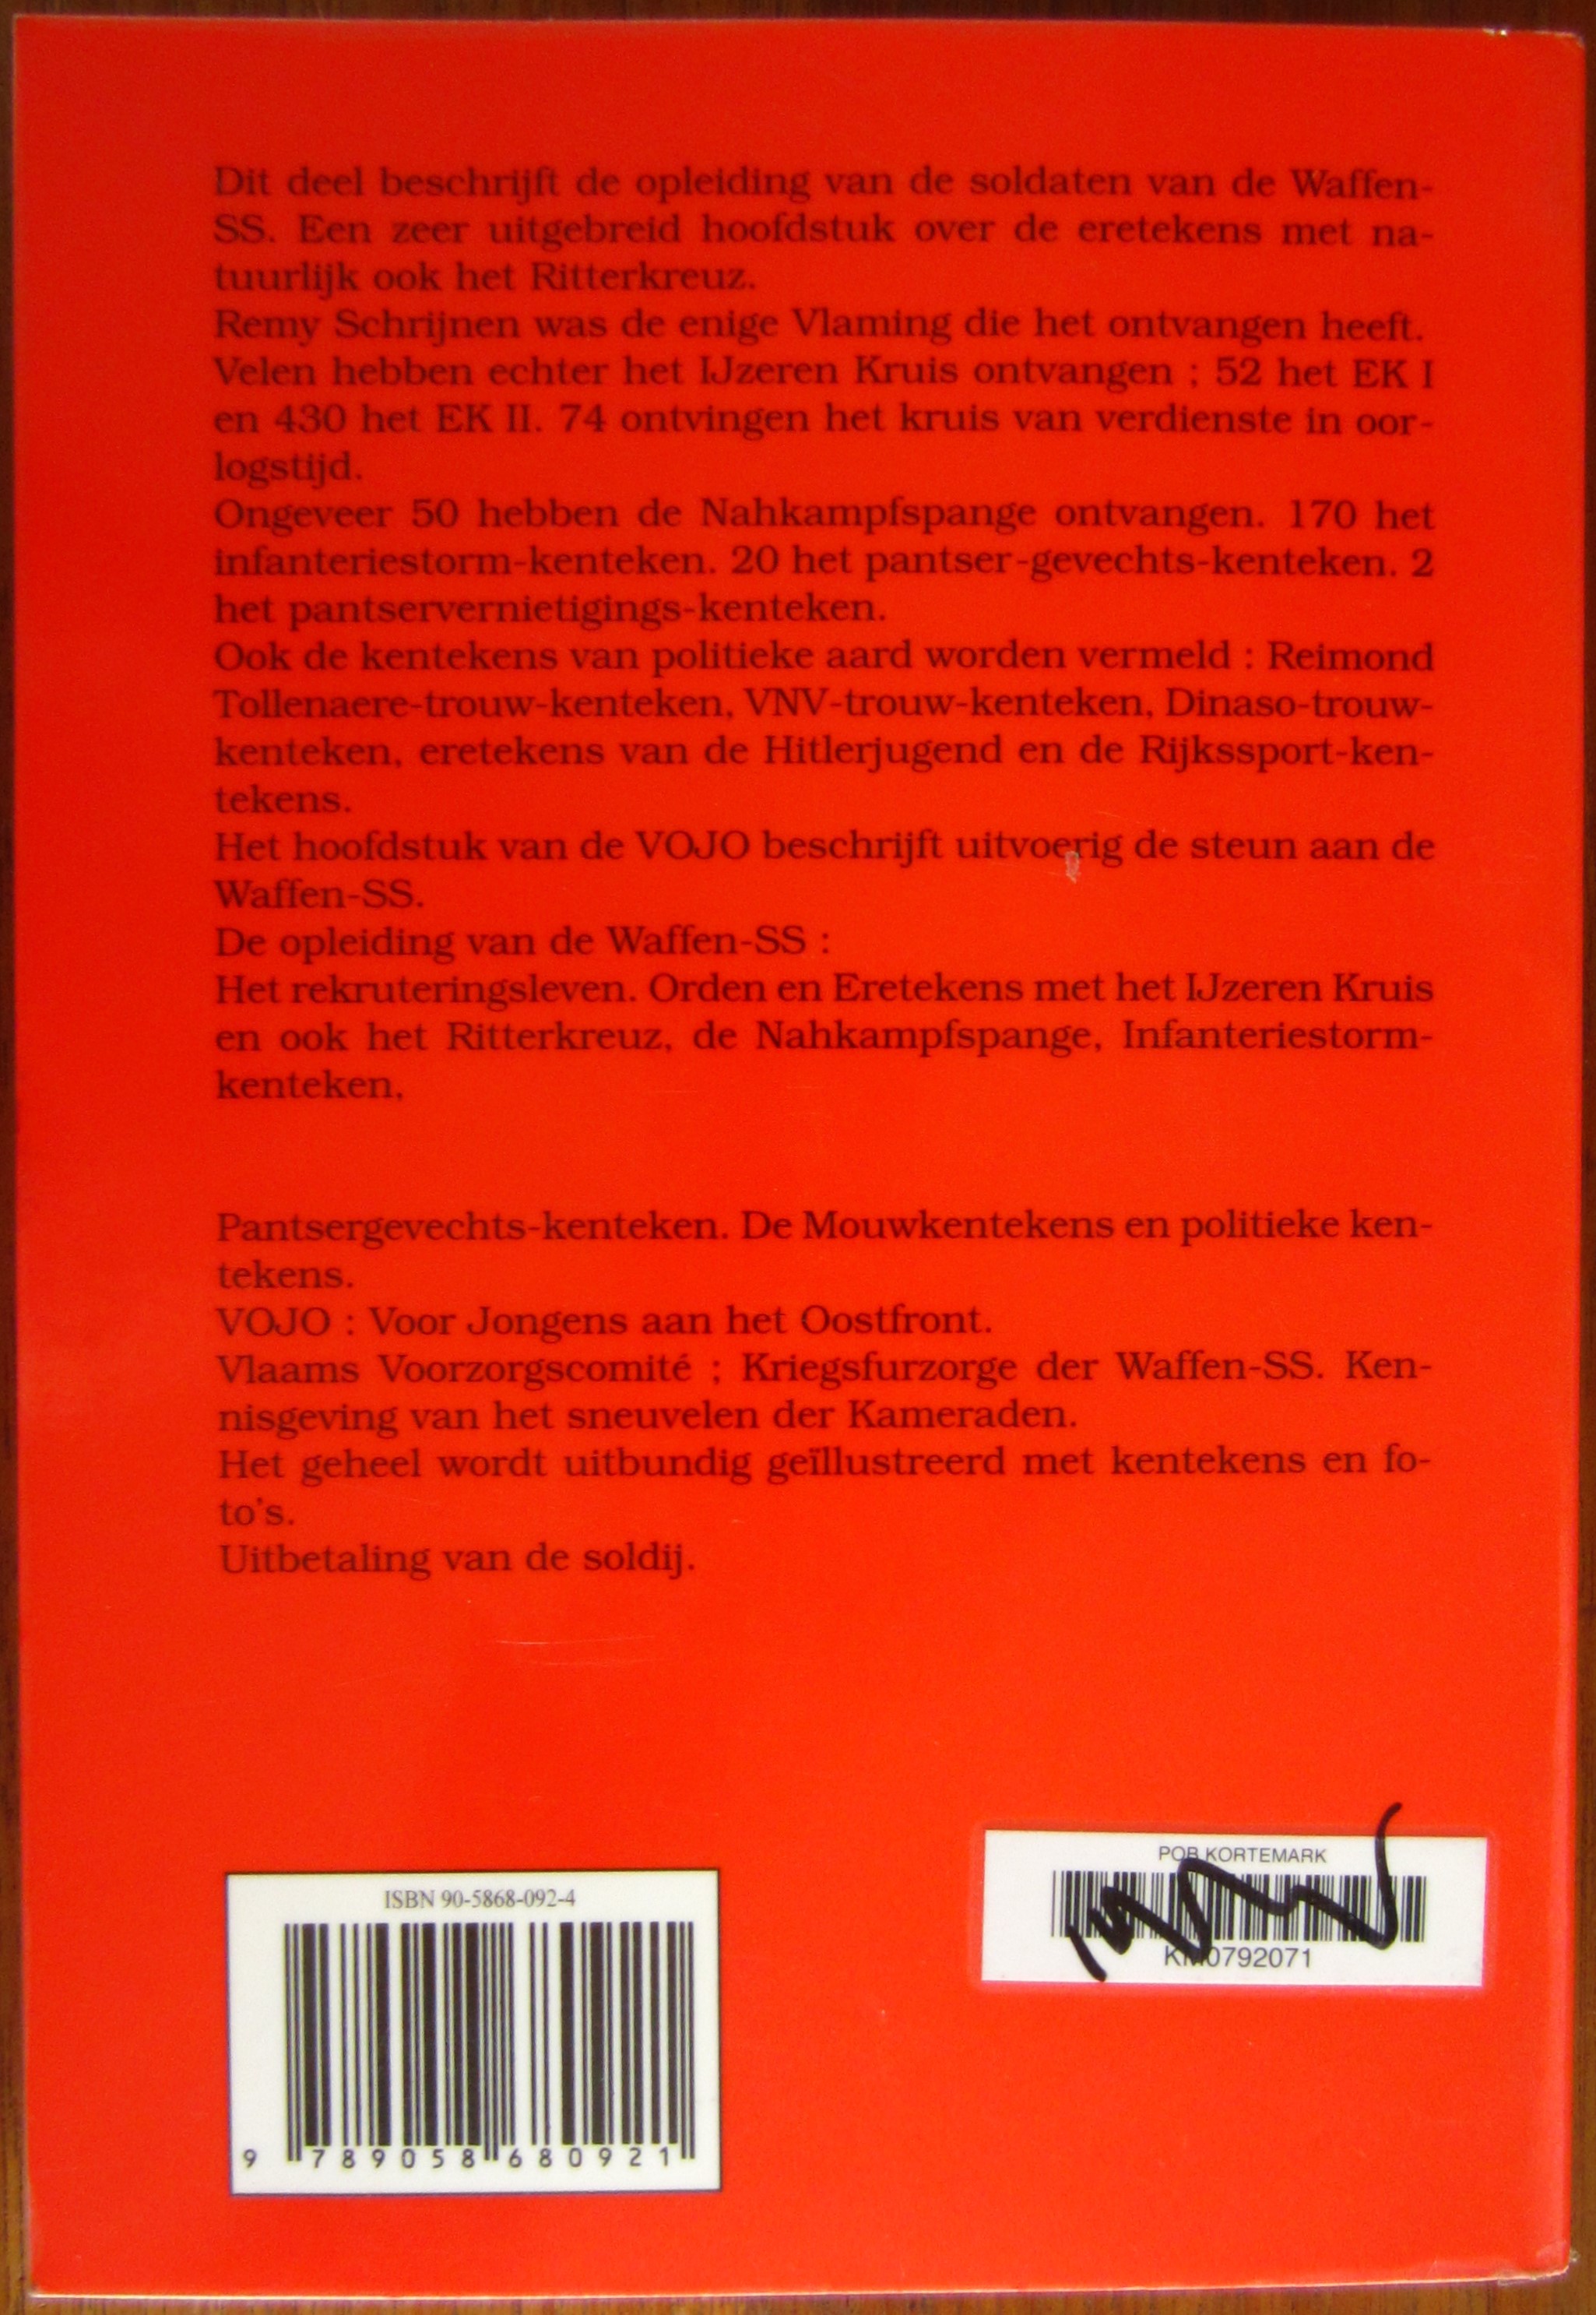 Dit deel beschrijft de opleiding van de soldaten van de Waffen-
SS. Een zeer uitgebreid hoofdstuk over de eretekens met na-
tuurlijk ook het Ritterkreuz.
Remy Schrijnen was de enige Vlaming die het ontvangen heeft.
Velen hebben echter het IJzeren Kruis ontvangen ; 52 het EK I
en 430 het EK II. 74 ontvingen het kruis van verdienste in oor-
logstijd.
Ongeveer 50 hebben de Nahkampfspange ontvangen. 170 het
infanteriestorm-kenteken. 20 het pantser-gevechts-kenteken. 2
het pantservernietigings-kenteken.
Ook de kentekens van politieke aard worden vermeld : Reimond
Tollenaere-trouw-kenteken, VNV-trouw-kenteken, Dinaso-trouw-
kenteken, eretekens van de Hitlerjugend en de Rijkssport-ken-
tekens.
Het hoofdstuk van de VOJO beschrijft uitvoerig de steun aan de
Waffen-SS.
De opleiding van de Waffen-SS :
Het rekruteringsleven. Orden en Eretekens met het IJzeren Kruis
en ook het Ritterkreuz, de Nahkampfspange, Infanteriestorm-
kenteken,
Pantsergevechts-kenteken. De Mouwkentekens en politieke ken-
tekens.
VOJO : Voor Jongens aan het Oostfront.
Vlaams Voorzorgscomité ; Kriegsfurzorge der Waffen-SS. Ken-
nisgeving van het sneuvelen der Kameraden.
Het geheel wordt uitbundig geïllustreerd met kentekens en fo-
to's.
Uitbetaling van de soldij.
POB KORTEMARK
KM0792071
ISBN 90-5868-092-4
9 789058 680921